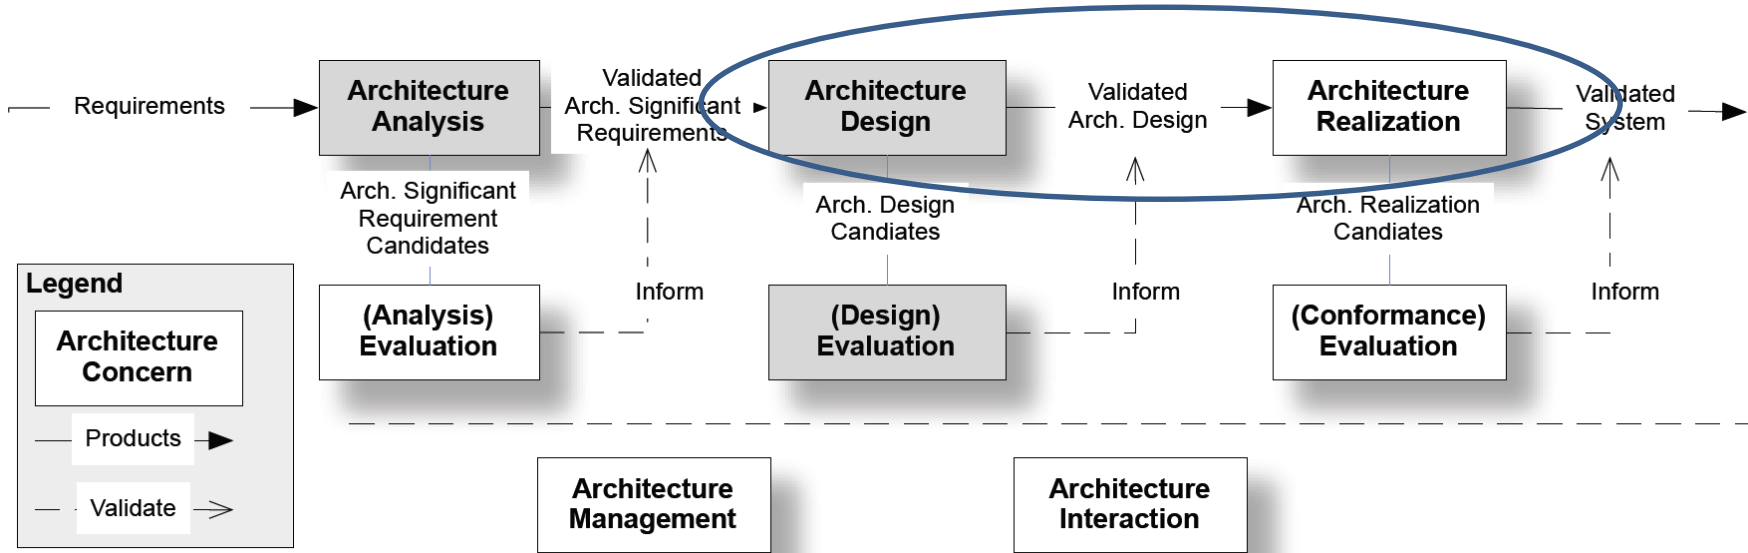 Requirements
Architecture
Analysis
Validated
Arch. Significant
Requirements
Architecture
Design
Validated
Arch. Design
Architecture
Realization
Validated
System
Arch. Significant
Requirement
Candidates
Arch. Design
Candiates
Arch. Realization
Candiates
(Analysis)
Evaluation
Inform
(Design)
Evaluation
Inform
(Conformance)
Evaluation
Inform
Legend
Architecture
Concern
Products
Validate
Architecture
Management
Architecture
Interaction